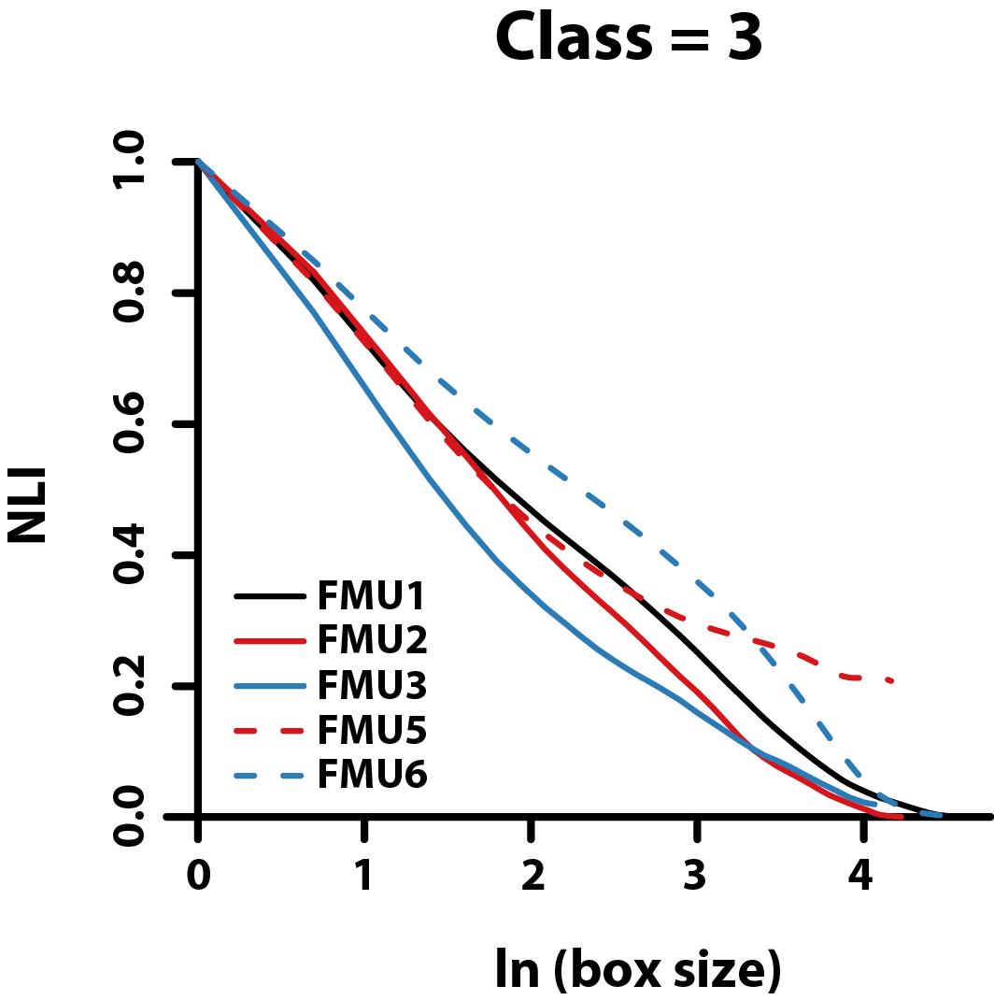 Class = 3
NLI
1.0
0.8
0.6
0.4
0.2
0.0
FMU1
FMU2
FMU3
FMU5
FMU6
0 1 2 3 4
ln (box size)